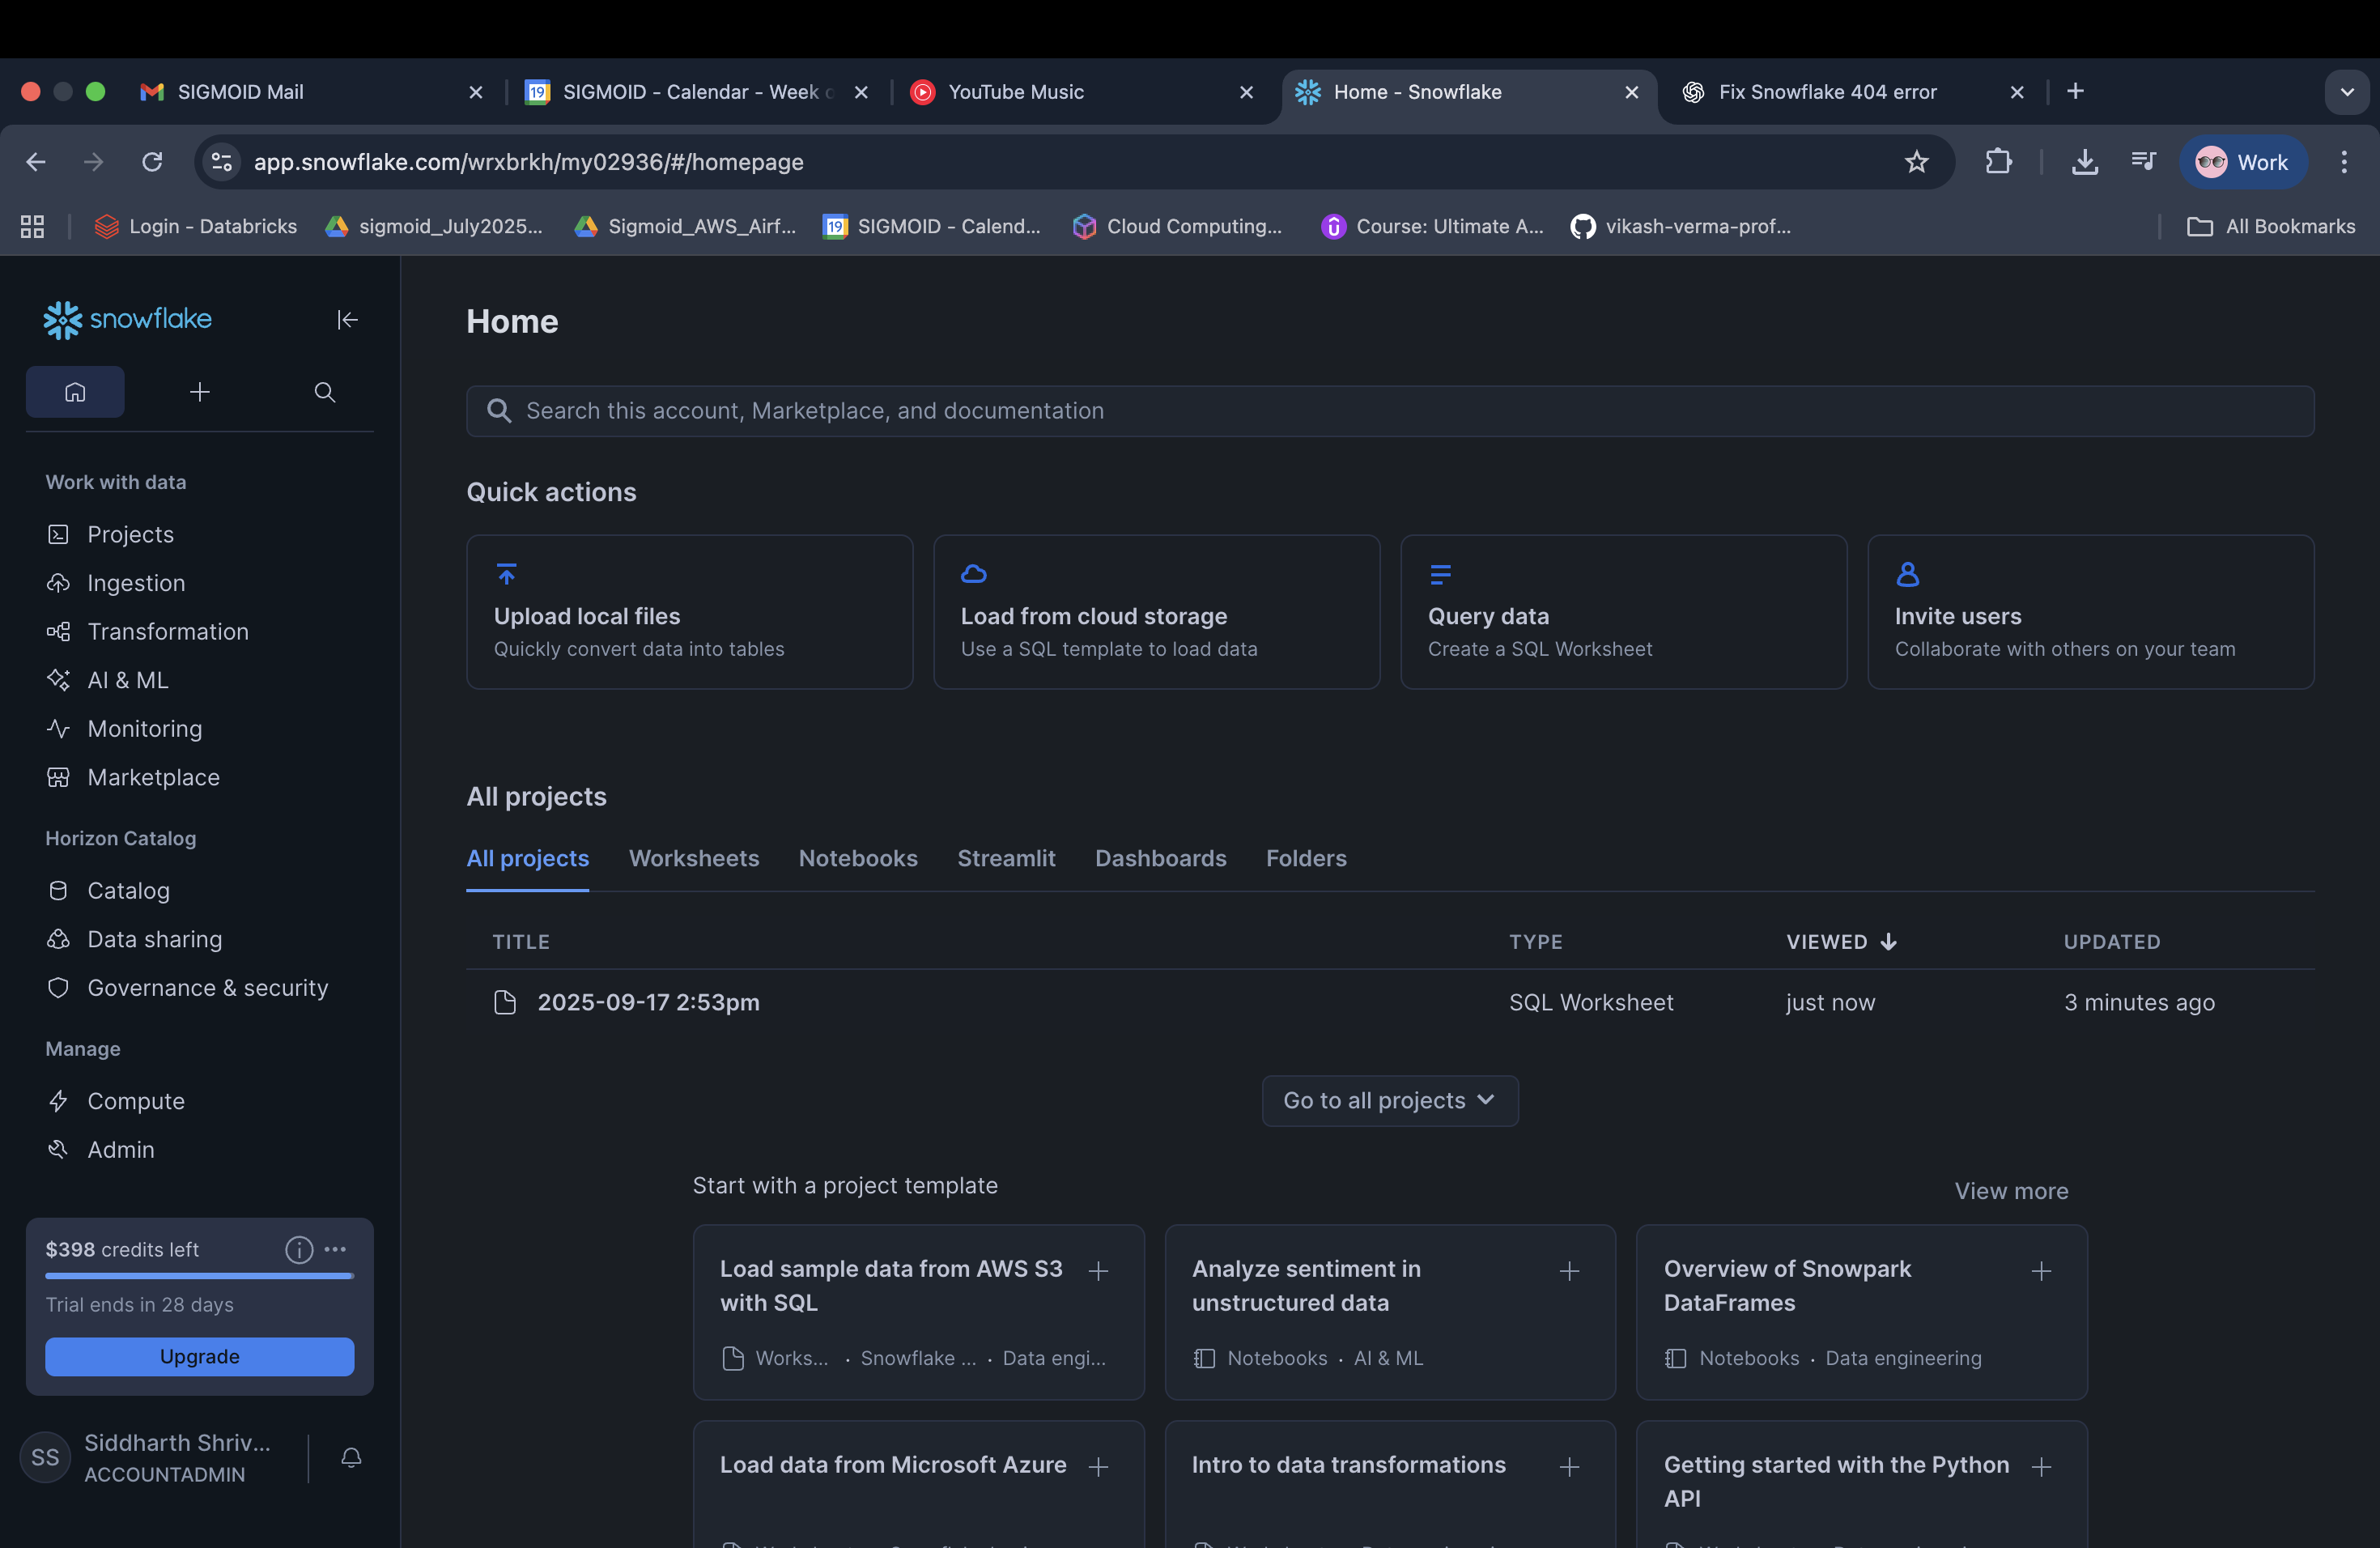 SIGMOID Mail
SIGMOID - Calendar - Week o
YouTube Music
Home - Snowflake
Fix Snowflake 404 error
app.snowflake.com/wrxbrkh/my02936/#/homepage
Work
Login - Databricks
sigmoid_July2025...
Sigmoid_AWS_Airf...
19
SIGMOID - Calend...
Cloud Computing...
Course: Ultimate A...
vikash-verma-prof...
All Bookmarks
snowflake
Work with data
Projects
Ingestion
Transformation
AI & ML
Monitoring
Marketplace
Horizon Catalog
Catalog
Data sharing
Governance & security
Manage
Compute
Admin
$398 credits left
Trial ends in 28 days
Upgrade
SS
Siddharth Shriv...
ACCOUNTADMIN
Home
Search this account, Marketplace, and documentation
Quick actions
Upload local files
Quickly convert data into tables
Load from cloud storage
Use a SQL template to load data
Query data
Create a SQL Worksheet
Invite users
Collaborate with others on your team
All projects
All projects Worksheets Notebooks Streamlit Dashboards Folders
TITLE TYPE VIEWED UPDATED
2025-09-17 2:53pm SQL Worksheet just now 3 minutes ago
Go to all projects
Start with a project template
View more
Load sample data from AWS S3
with SQL
Works... · Snowflake ... · Data engi...
Analyze sentiment in
unstructured data
Notebooks · AI & ML
Overview of Snowpark
DataFrames
Notebooks · Data engineering
Load data from Microsoft Azure
Intro to data transformations
Getting started with the Python
API